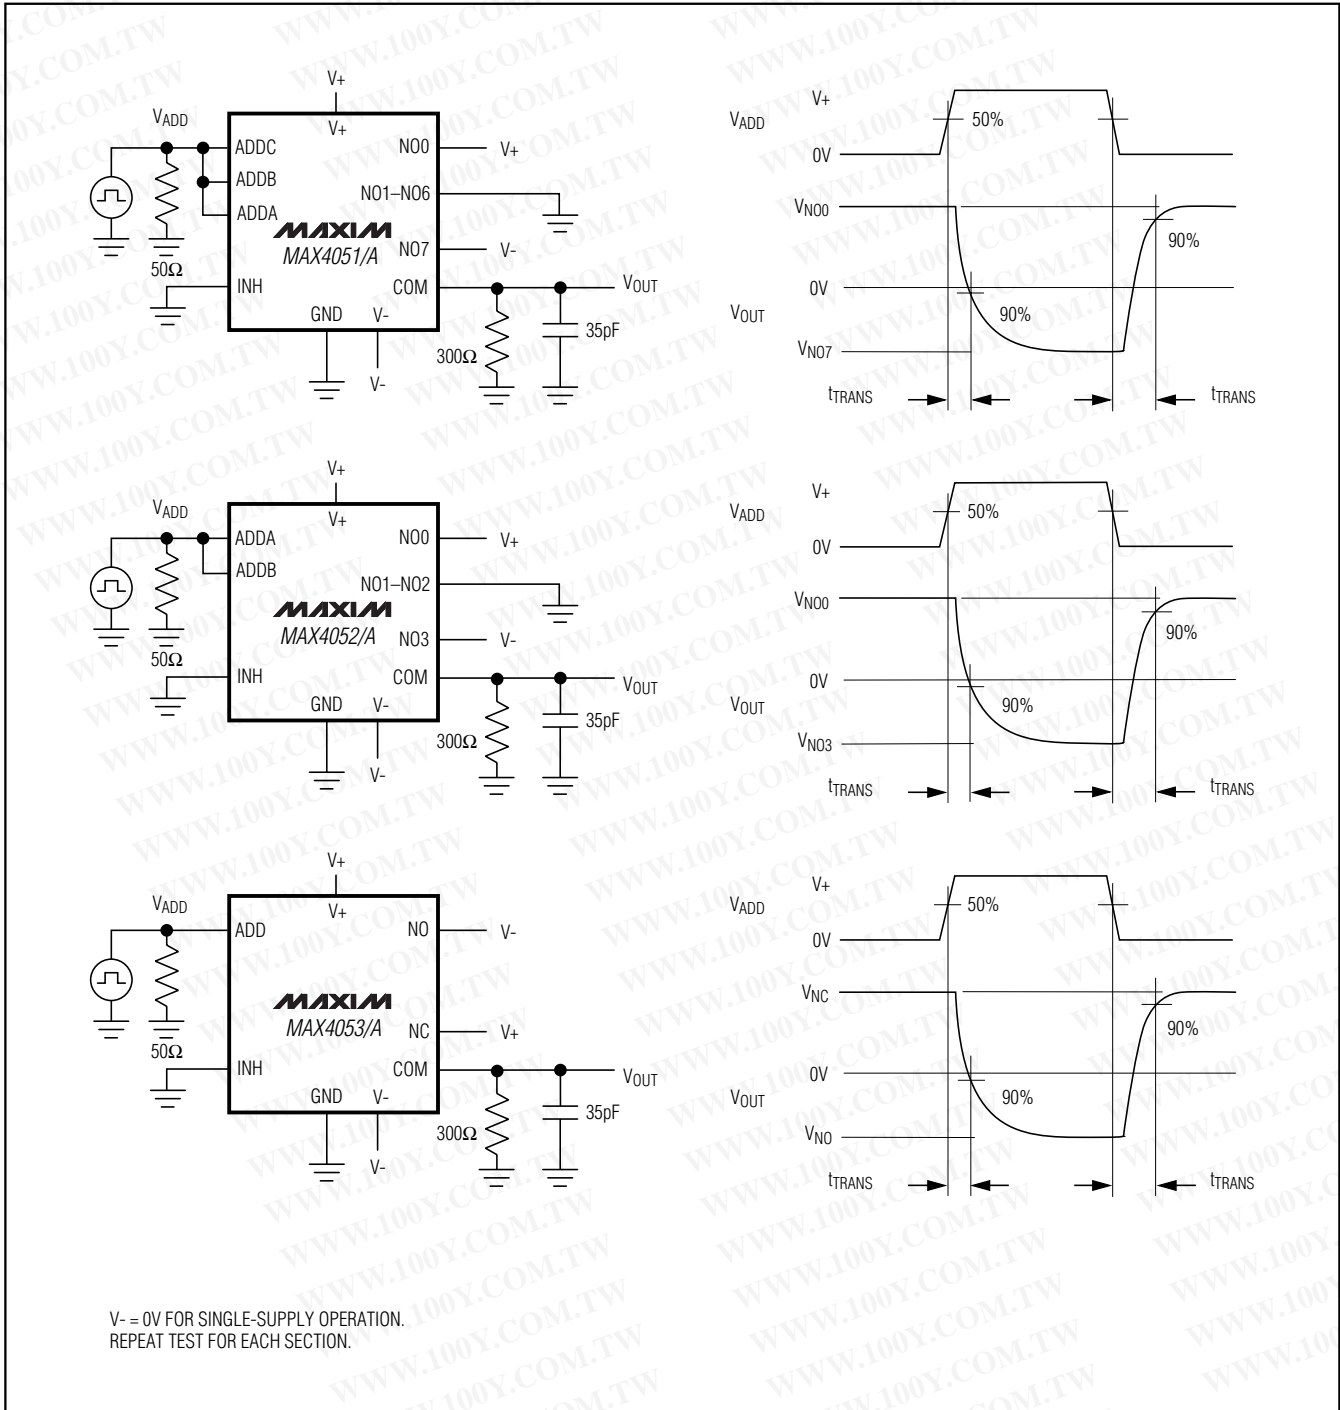 V+
VADD
V+
ADDC
ADDB
ADDA
NO0
V+
NO1–NO6
MAXIM
MAX4051/A
NO7
V-
50Ω
INH
COM
VOUT
GND
V-
300Ω
35pF
V-
V+
VADD
50%
0V
VNO0
90%
0V
VOUT
90%
VNO7
tTRANS
tTRANS
V+
VADD
V+
ADDA
ADDB
NO0
V+
NO1–NO2
MAXIM
MAX4052/A
NO3
V-
50Ω
INH
COM
VOUT
GND
V-
300Ω
35pF
V-
V+
VADD
50%
0V
VNO0
90%
0V
VOUT
90%
VNO3
tTRANS
tTRANS
V+
VADD
V+
ADD
NO
V-
MAXIM
MAX4053/A
NC
V+
50Ω
INH
COM
VOUT
GND
V-
300Ω
35pF
V-
V+
VADD
50%
0V
VNC
90%
0V
VOUT
90%
VNO
tTRANS
tTRANS
V- = 0V FOR SINGLE-SUPPLY OPERATION.
REPEAT TEST FOR EACH SECTION.
WWW.100Y.COM.TW